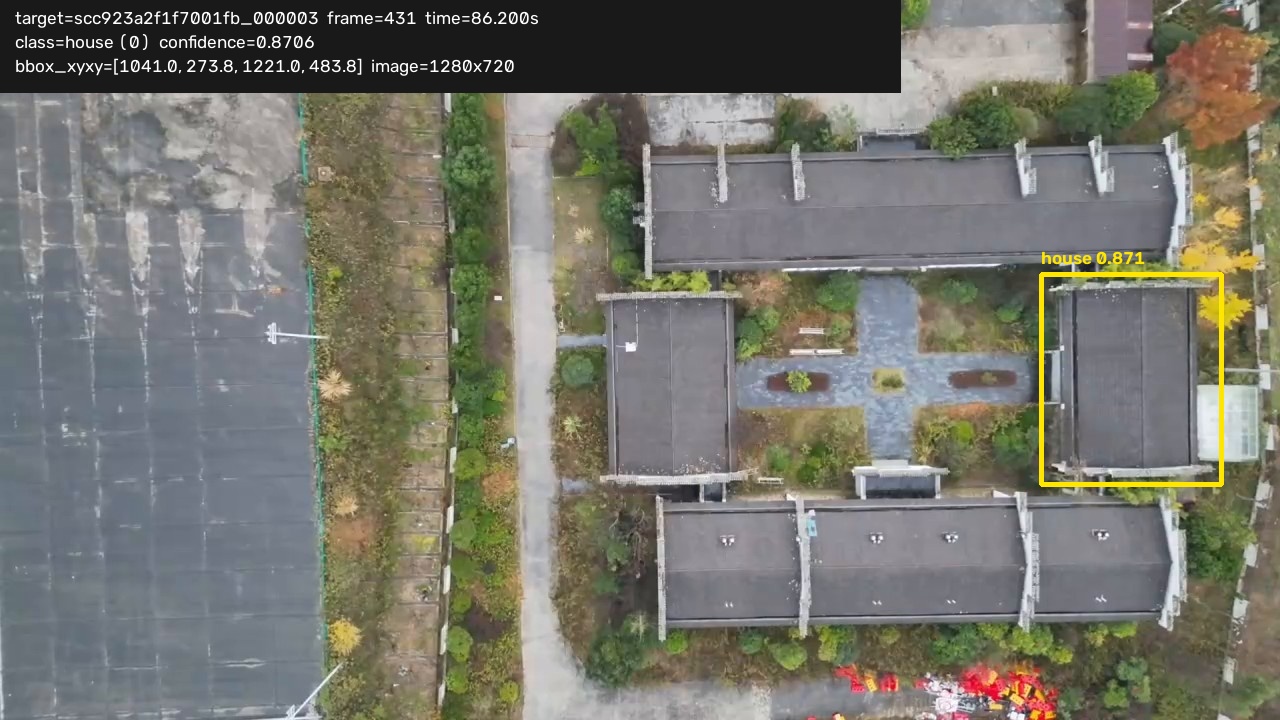 target=scc923a2f1f7001fb_000003 frame=431 time=86.200s
class=house (0) confidence=0.8706
bbox_xyxy=[1041.0, 273.8, 1221.0, 483.8] image=1280x720
house 0.871